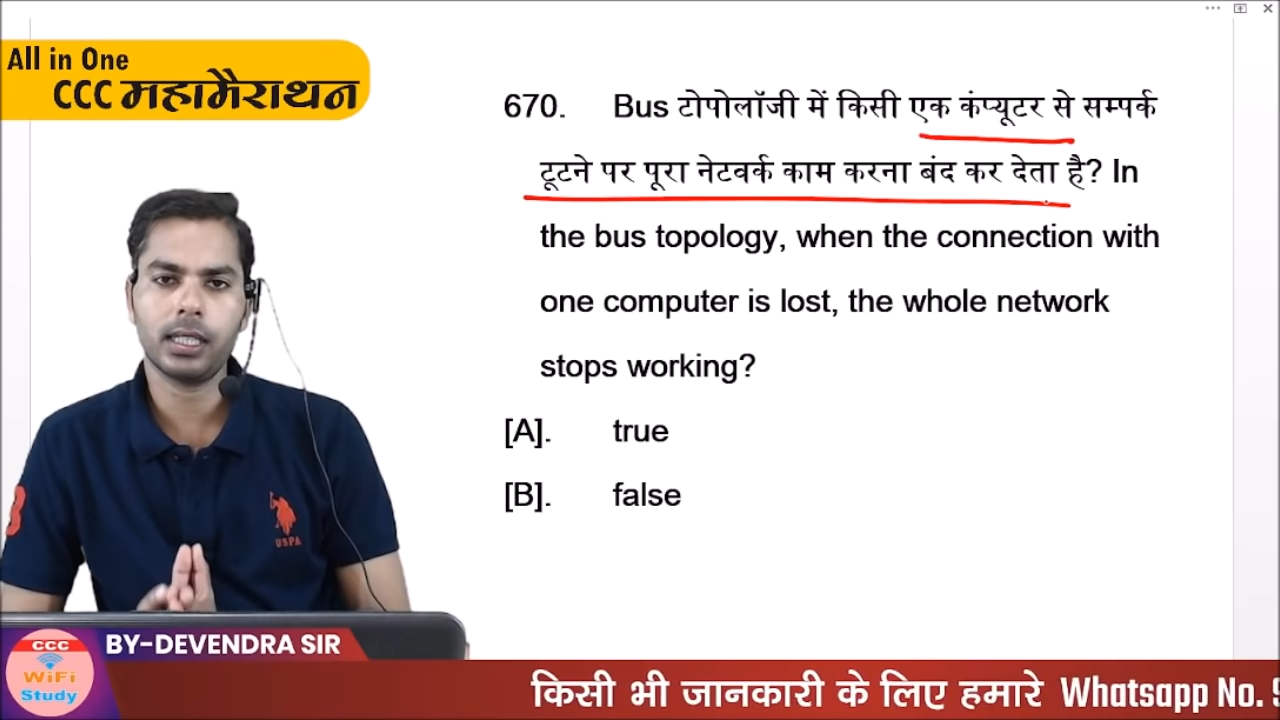 All in One
CCC महामैराथन
670. Bus टोपोलॉजी में किसी एक कंप्यूटर से सम्पर्क
टूटने पर पूरा नेटवर्क काम करना बंद कर देता है? In
the bus topology, when the connection with
one computer is lost, the whole network
stops working?
[A]. true
[B]. false
3
USPA
CCC
WiFi
Study
BY-DEVENDRA SIR
किसी भी जानकारी के लिए हमारे Whatsapp No. 9